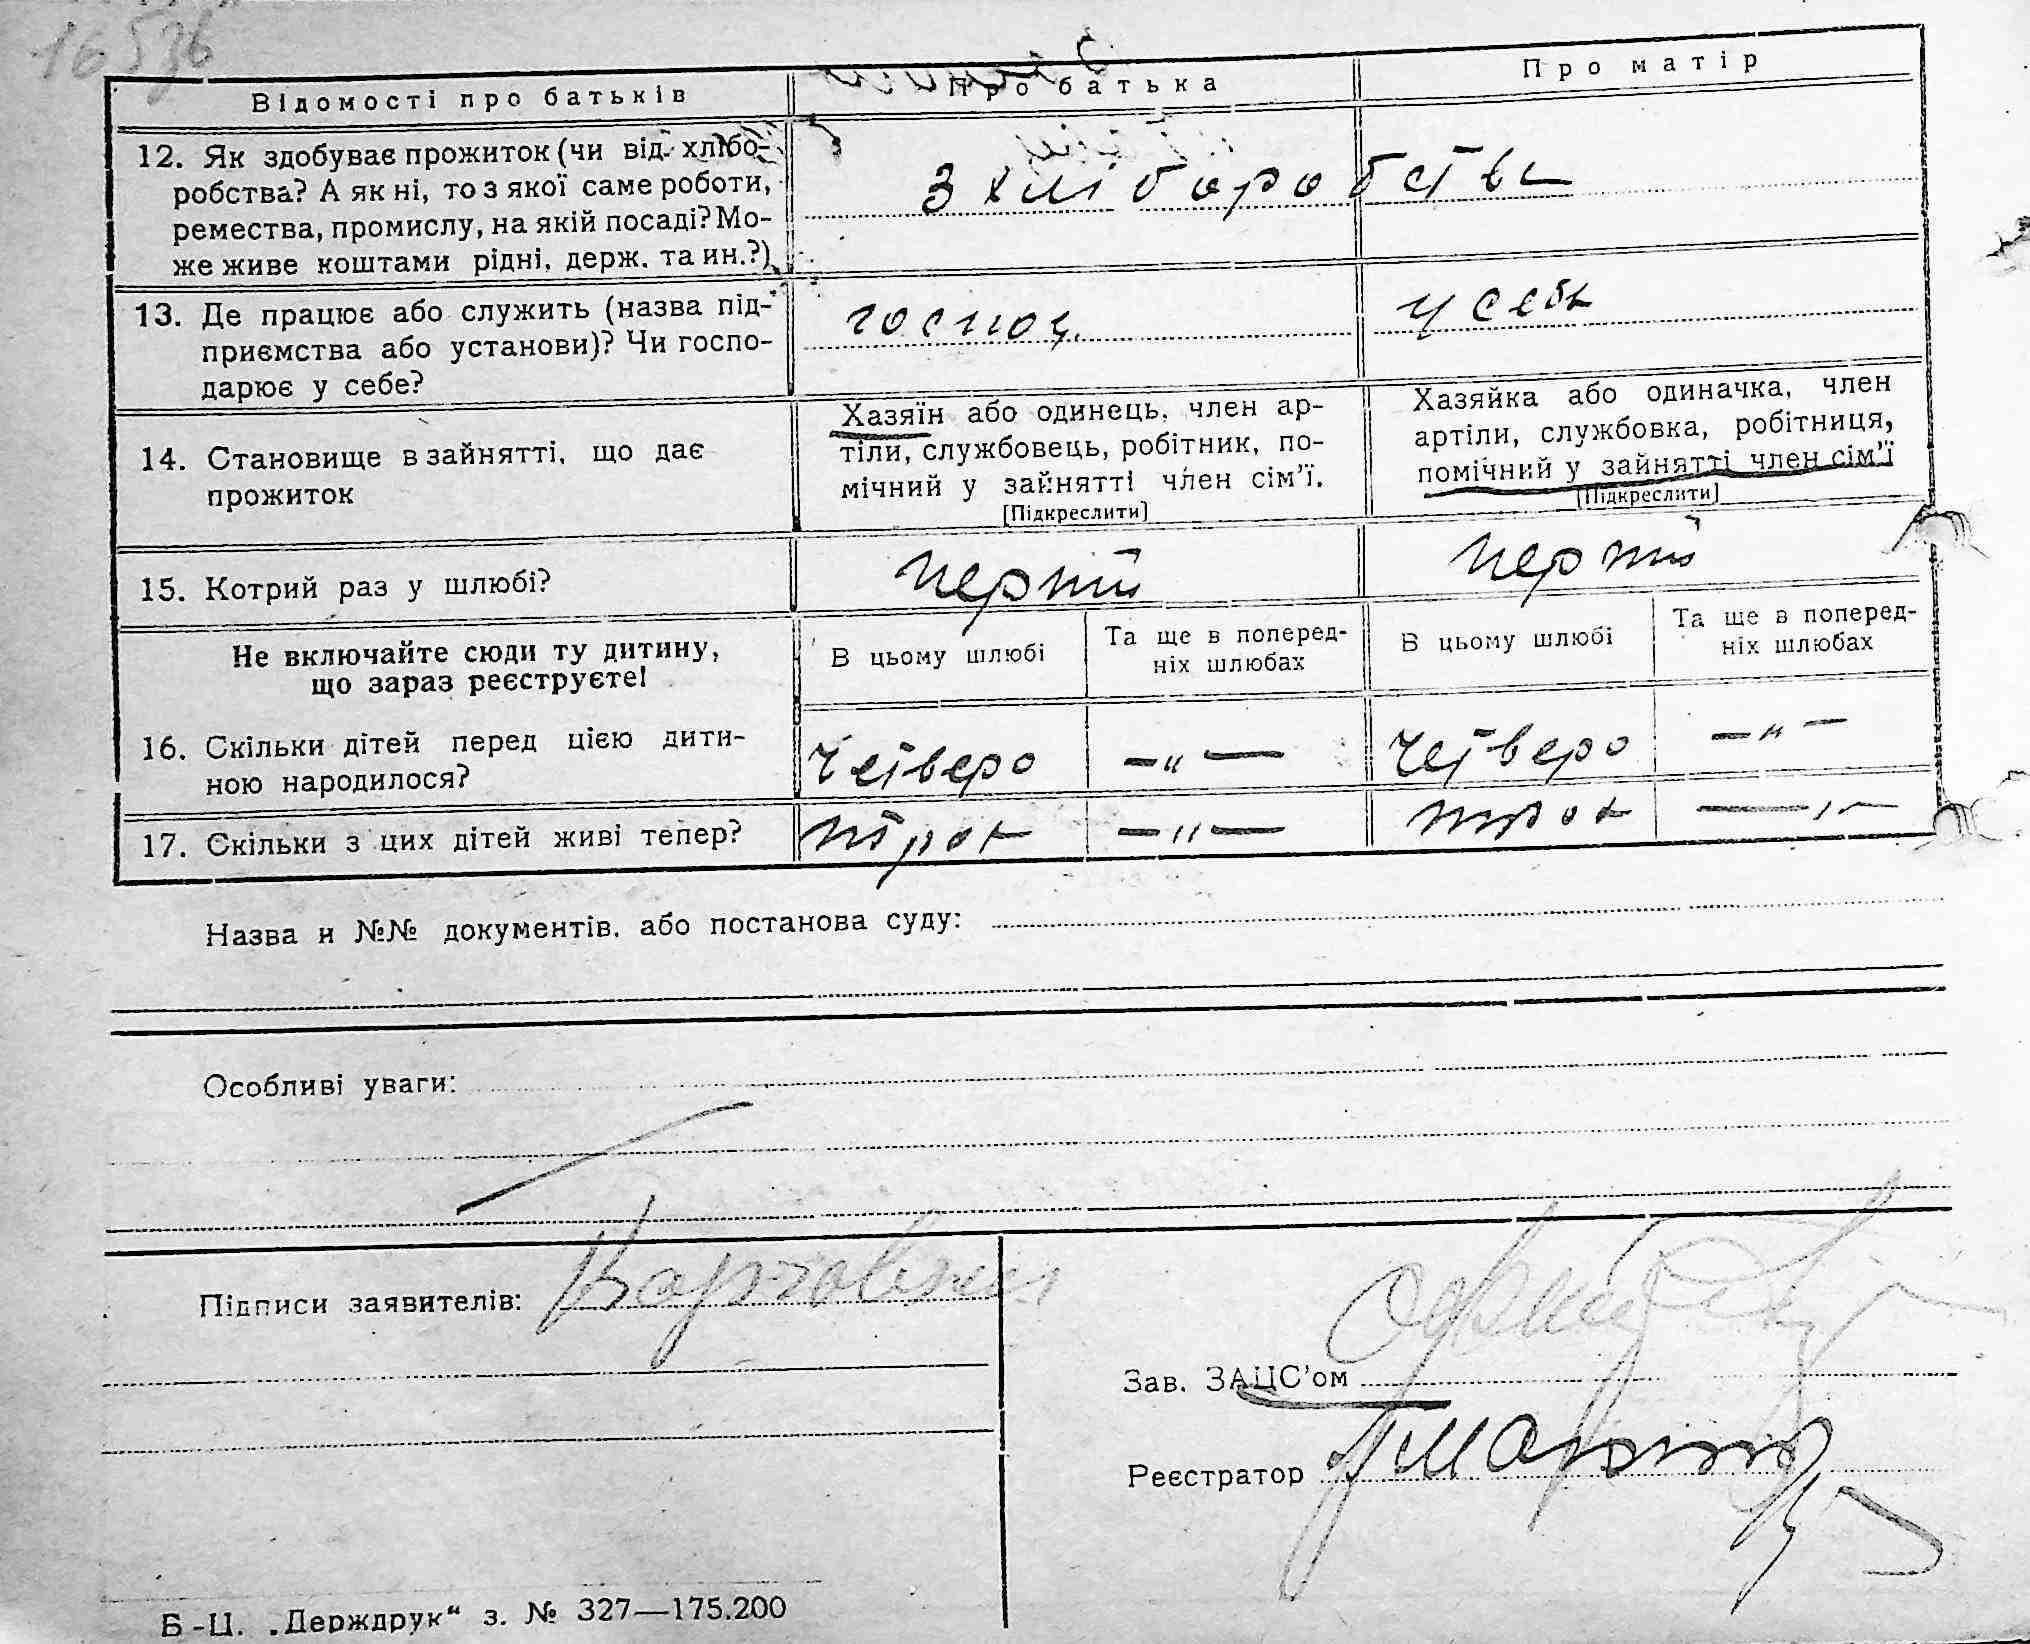 16536
Відомості про батьків
Про батька
Про матір
12. Як здобуває прожиток (чи від. хлібо-
робства? А як ні, то з якої саме роботи,
ремества, промислу, на якій посаді? Мо-
же живе коштами рідні, держ. та ин.?)
З хліборобства
13. Де працює або служить (назва під-
приємства або установи)? Чи госпо-
дарює у себе?
господ.
у себе
14. Становище в зайнятті, що дає
прожиток
Хазяїн або одинець, член ар-
тіли, службовець, робітник, по-
мічний у зайнятті член сім'ї.
[Підкреслити]
Хазяйка або одиначка, член
артіли, службовка, робітниця,
помічний у зайнятті член сім'ї
[Підкреслити]
15. Котрий раз у шлюбі?
Не включайте сюди ту дитину,
що зараз реєструєте!
В цьому шлюбі
Та ще в поперед-
ніх шлюбах
В цьому шлюбі
Та ще в поперед-
ніх шлюбах
16. Скільки дітей перед цією дити-
ною народилося?
Четверо
—„—
Четверо
—„—
17. Скільки з цих дітей живі тепер?
троє
—„—
троє
—„—
Назва и №№ документів, або постанова суду:
Особливі уваги:
Підписи заявителів:
Зав. ЗАЦС'ом
Реєстратор
Б-Ц. „Держдрук“ з. № 327—175.200